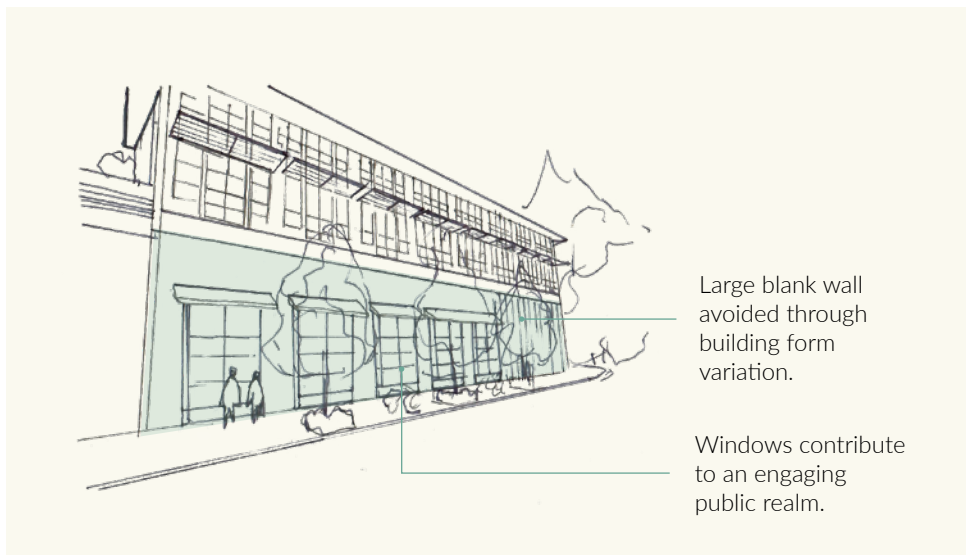 Large blank wall
avoided through
building form
variation.
Windows contribute
to an engaging
public realm.